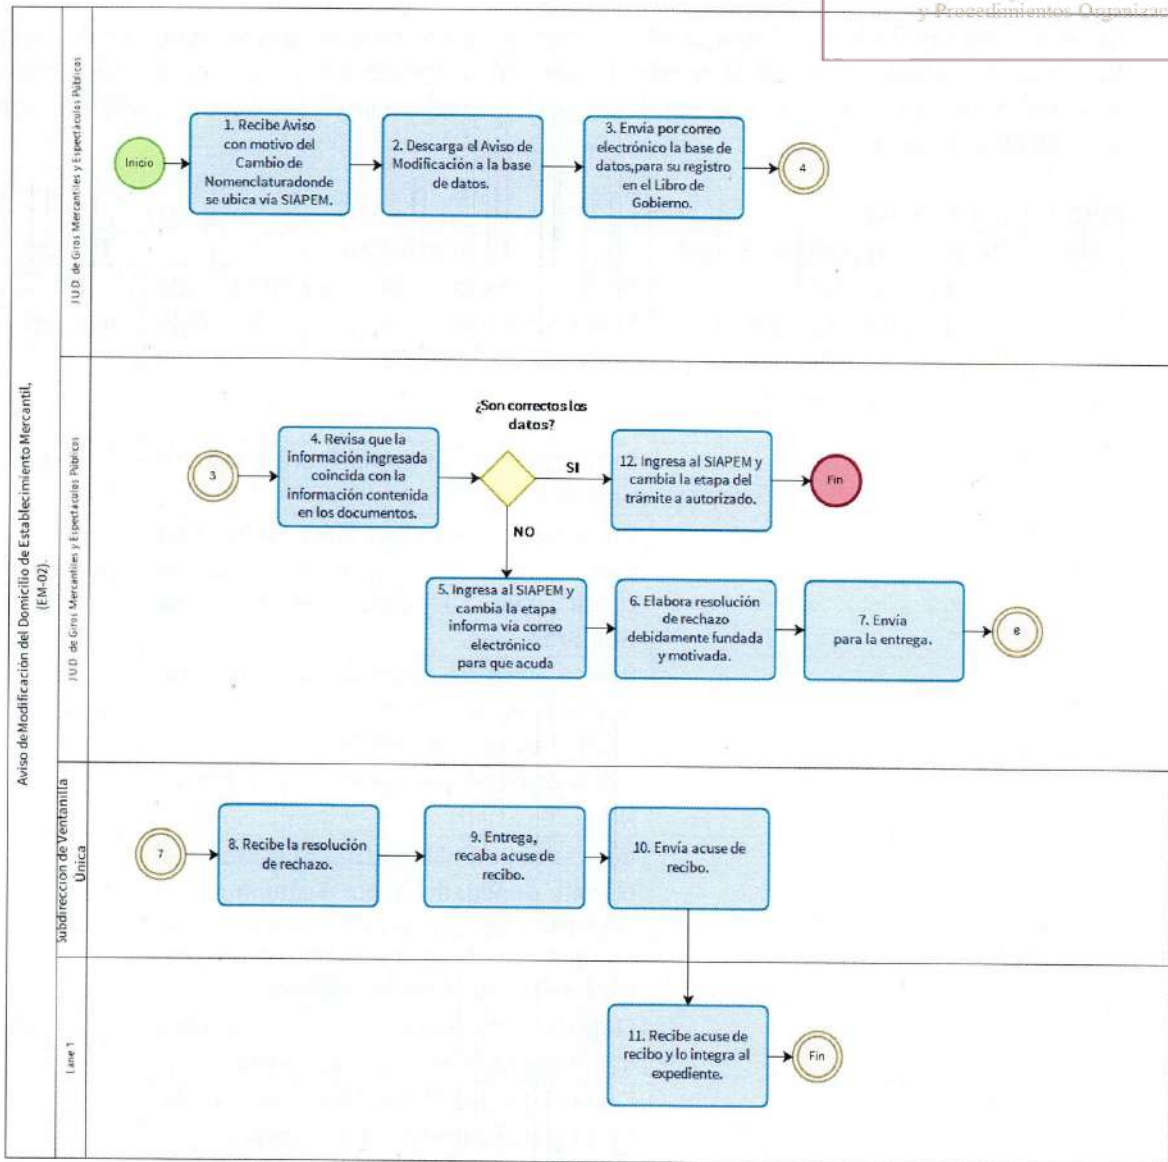 y Procedimientos Organizac
Aviso de Modificación del Domicilio de Establecimiento Mercantil,
(EM-02).
J.U.D. de Giros Mercantiles y Espectáculos Públicos
Inicio
1. Recibe Aviso
con motivo del
Cambio de
Nomenclaturadonde
se ubica vía SIAPEM.
2. Descarga el Aviso de
Modificación a la base
de datos.
3. Envía por correo
electrónico la base de
datos,para su registro
en el Libro de
Gobierno.
4
J.U.D. de Giros Mercantiles y Espectáculos Públicos
3
4. Revisa que la
información ingresada
coincida con la
información contenida
en los documentos.
¿Son correctos los
datos?
SI
12. Ingresa al SIAPEM y
cambia la etapa del
trámite a autorizado.
Fin
NO
5. Ingresa al SIAPEM y
cambia la etapa
informa vía correo
electrónico
para que acuda
6. Elabora resolución
de rechazo
debidamente fundada
y motivada.
7. Envía
para la entrega.
8
Subdirección de Ventanilla
Única
7
8. Recibe la resolución
de rechazo.
9. Entrega,
recaba acuse de
recibo.
10. Envía acuse de
recibo.
Lane 1
11. Recibe acuse de
recibo y lo integra al
expediente.
Fin